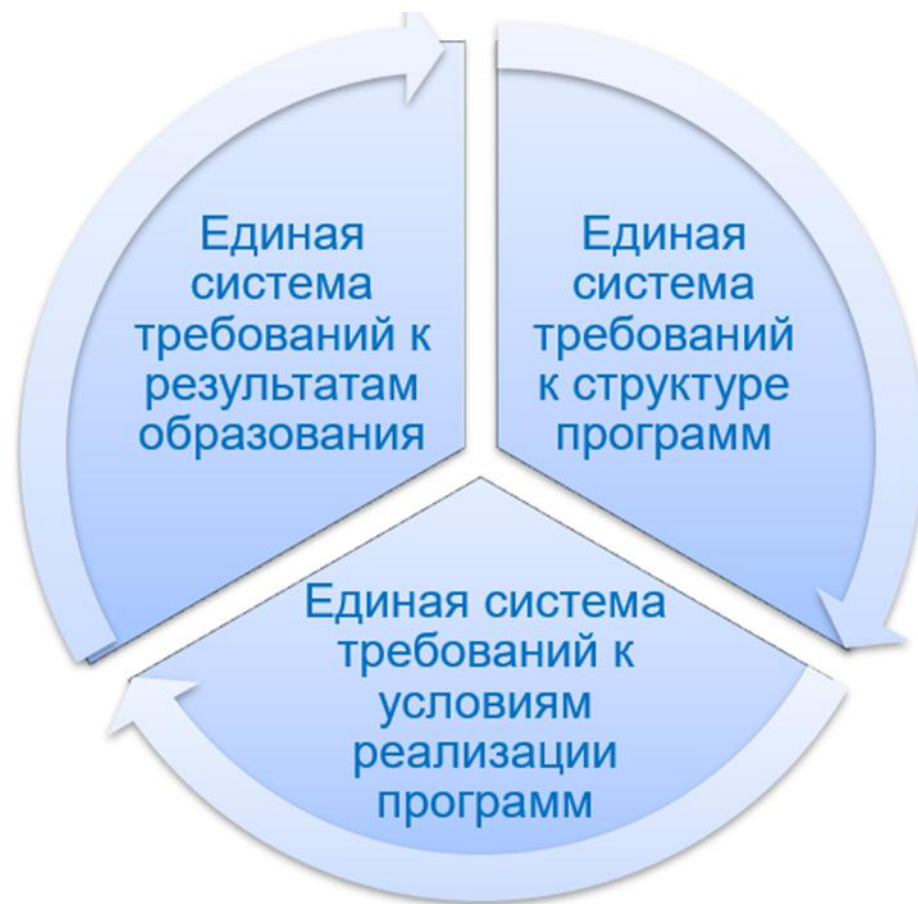 Единая
система
требований к
результатам
образования
Единая
система
требований
к структуре
программ
Единая система
требований к
условиям
реализации
программ